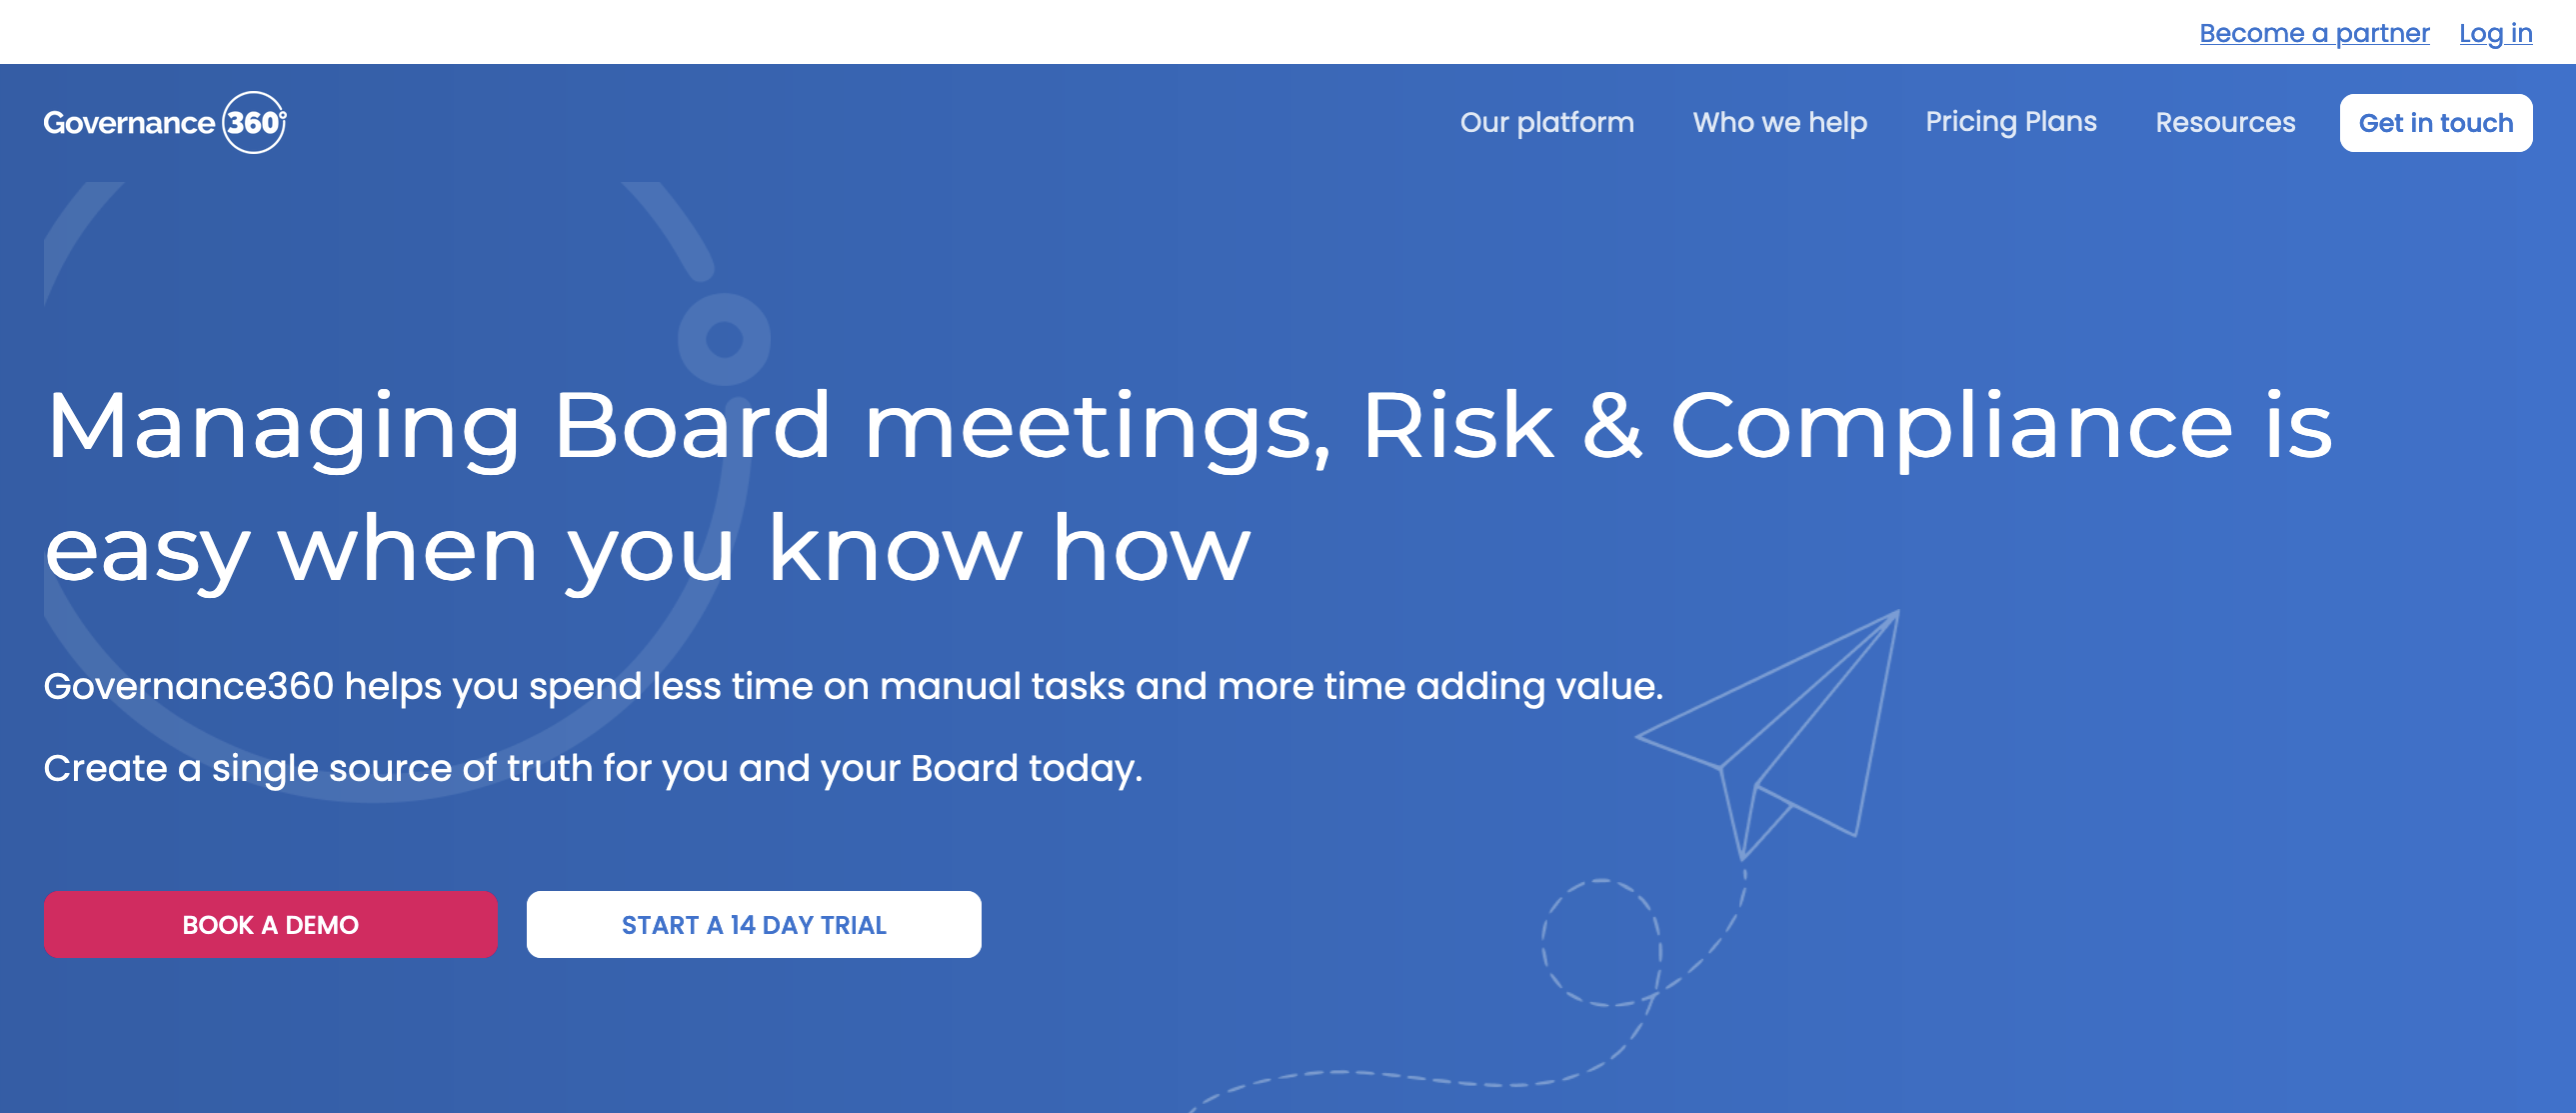 Become a partner Log in
Governance 360°
Our platform Who we help Pricing Plans Resources Get in touch
Managing Board meetings, Risk & Compliance is
easy when you know how
Governance360 helps you spend less time on manual tasks and more time adding value.
Create a single source of truth for you and your Board today.
BOOK A DEMO START A 14 DAY TRIAL